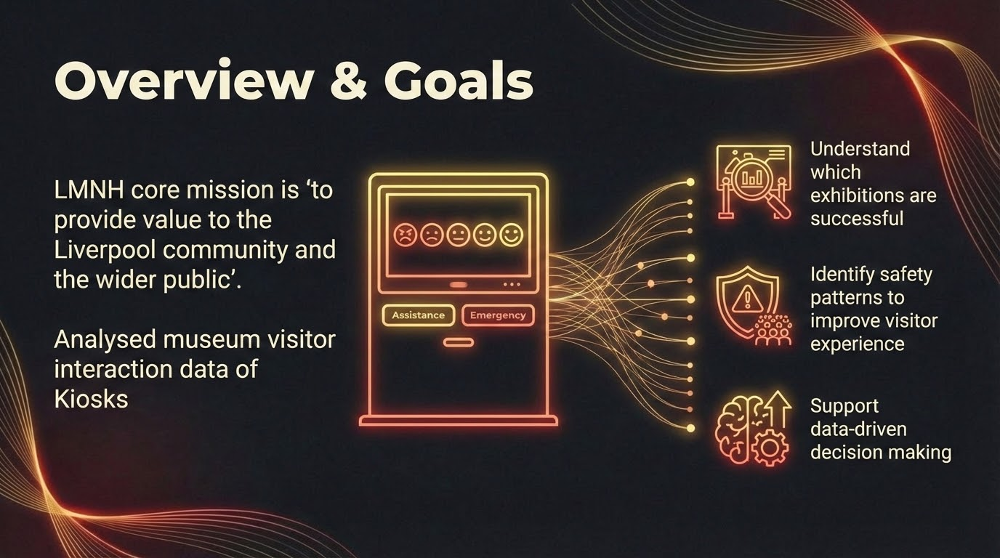 Overview & Goals
LMNH core mission is ‘to
provide value to the
Liverpool community and
the wider public’.
Analysed museum visitor
interaction data of
Kiosks
Assistance
Emergency
Understand
which
exhibitions are
successful
Identify safety
patterns to
improve visitor
experience
Support
data-driven
decision making